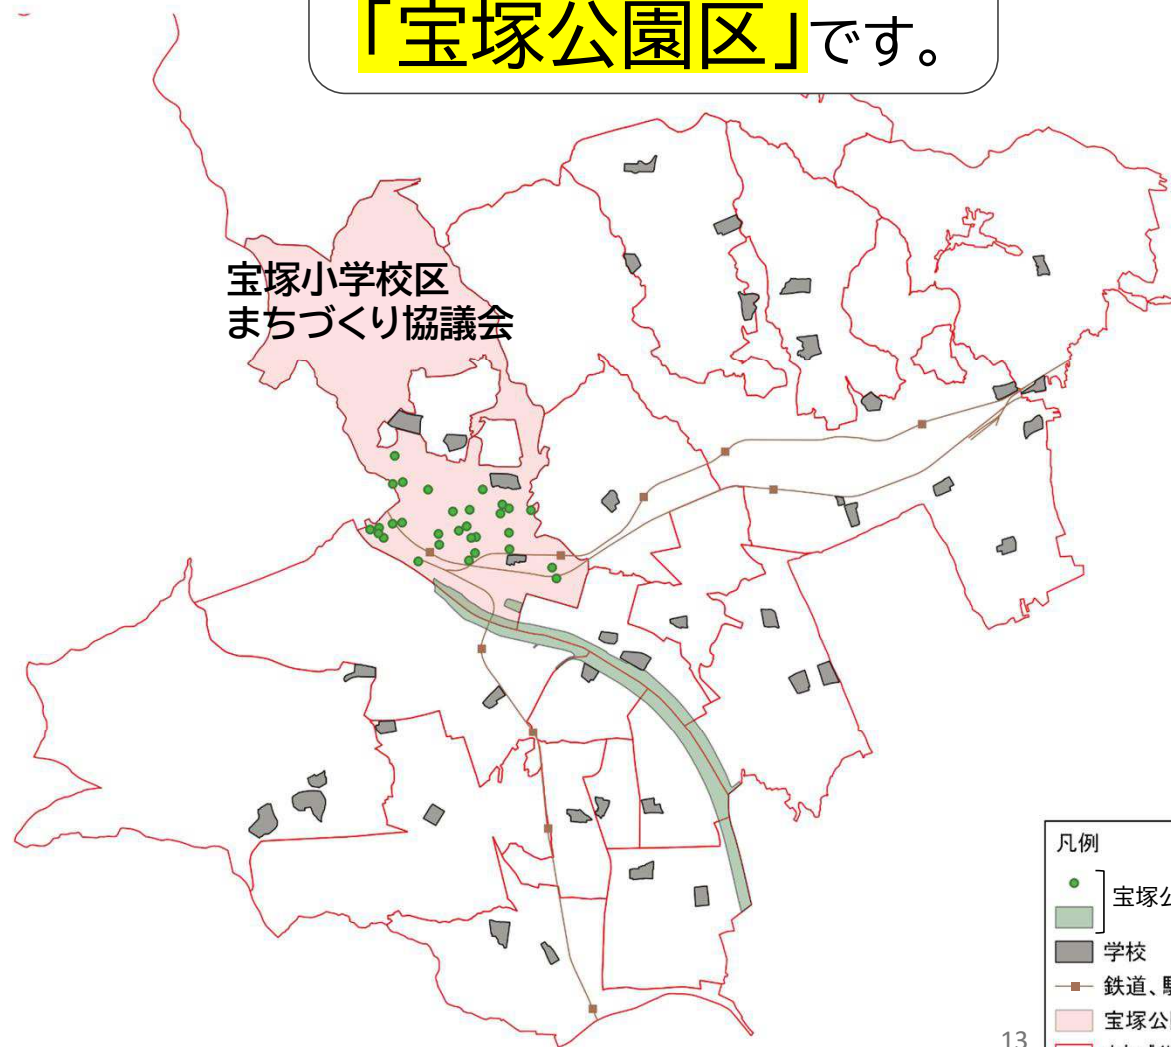 「宝塚公園区」です。
宝塚小学校区
まちづくり協議会
凡例
宝塚公
学校
鉄道、駅
宝塚公園
13